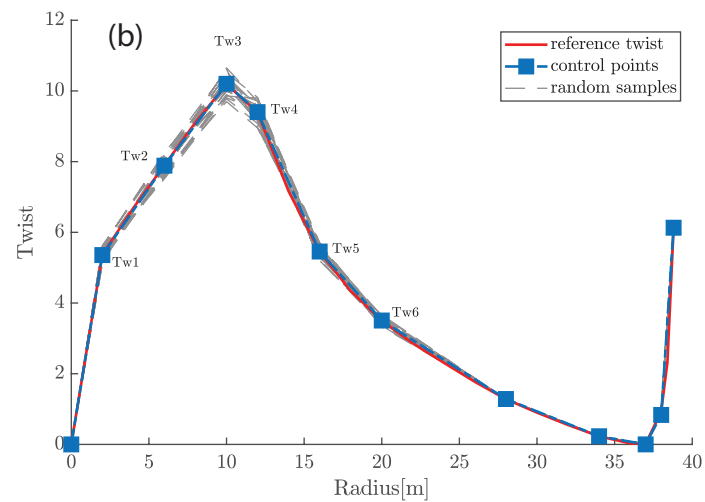 (b)
Tw3
reference twist
control points
random samples
Tw4
Tw2
Tw1
Tw5
Tw6
Twist
12
10
8
6
4
2
0
0 5 10 15 20 25 30 35 40
Radius[m]